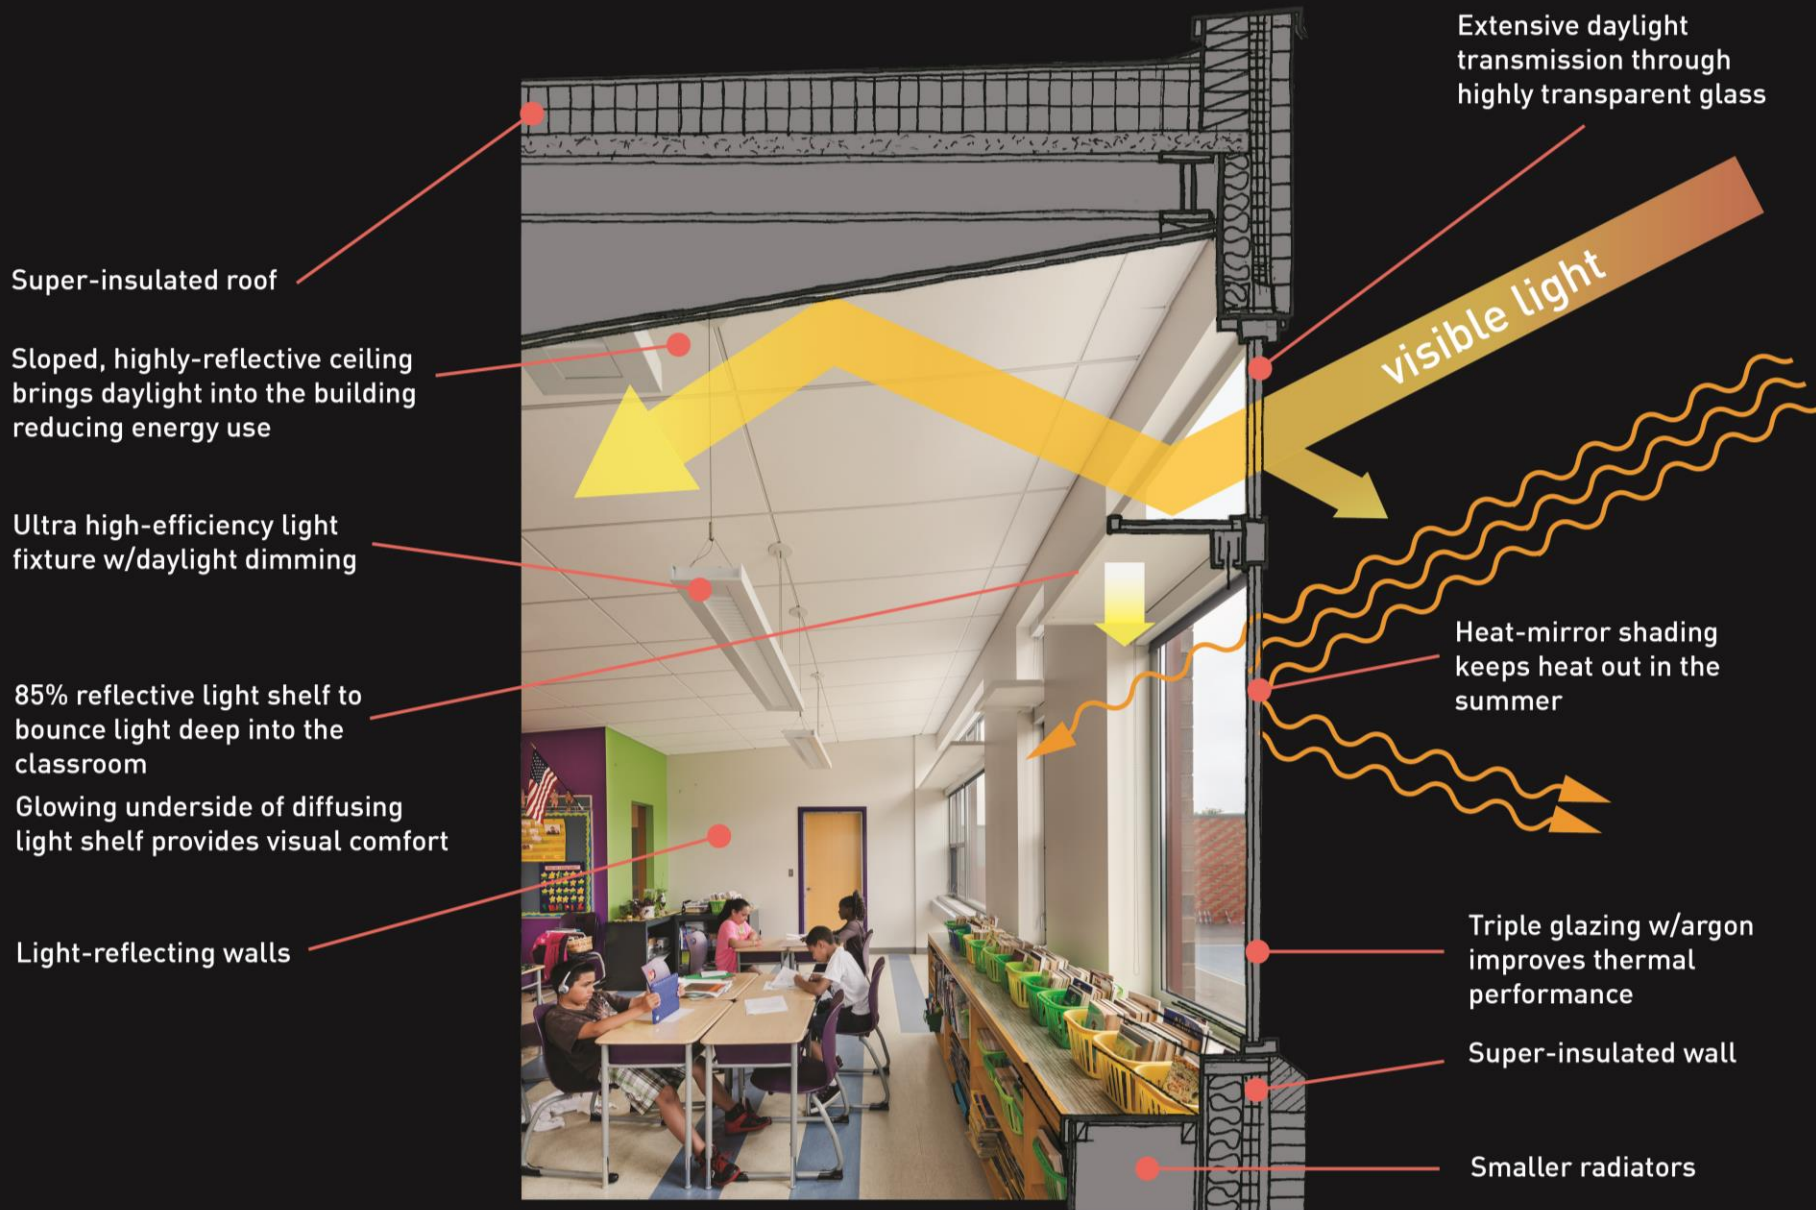 Extensive daylight
transmission through
highly transparent glass
visible light
Super-insulated roof
Sloped, highly-reflective ceiling
brings daylight into the building
reducing energy use
Ultra high-efficiency light
fixture w/daylight dimming
85% reflective light shelf to
bounce light deep into the
classroom
Glowing underside of diffusing
light shelf provides visual comfort
Light-reflecting walls
Heat-mirror shading
keeps heat out in the
summer
Triple glazing w/argon
improves thermal
performance
Super-insulated wall
Smaller radiators